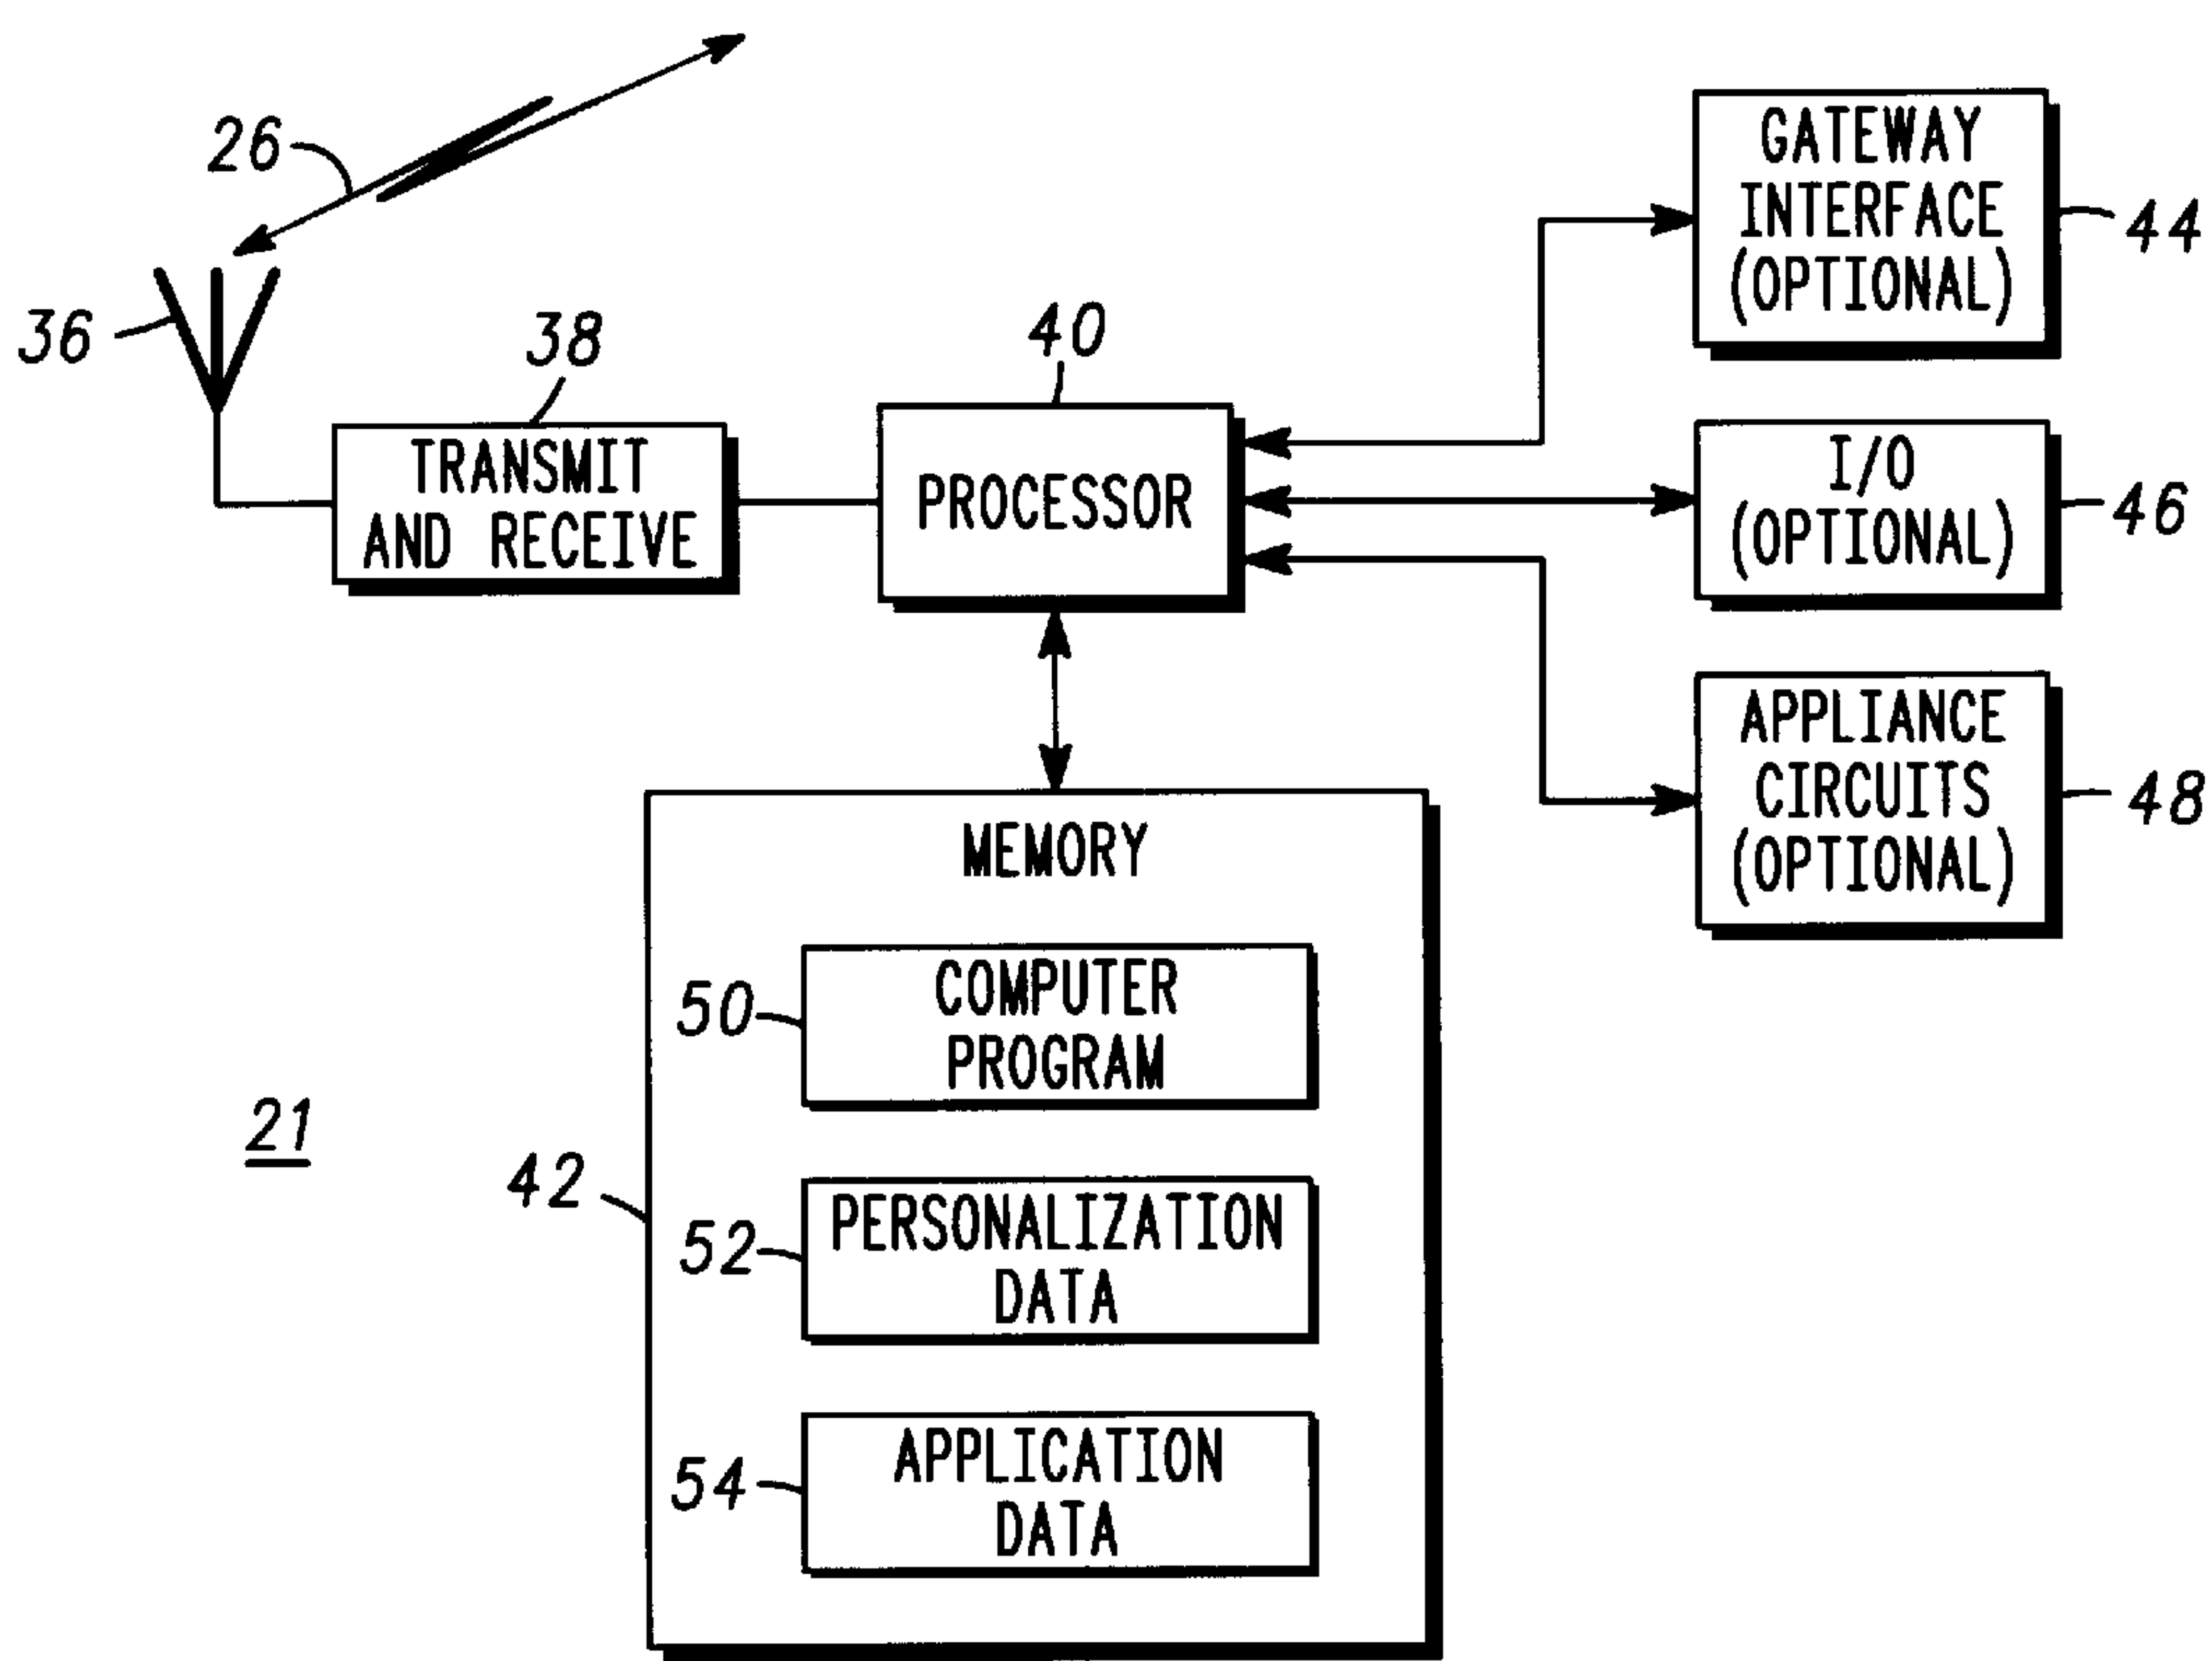 26
36
38
TRANSMIT
AND RECEIVE
40
PROCESSOR
GATEWAY
INTERFACE
(OPTIONAL)
44
I/O
(OPTIONAL)
46
APPLIANCE
CIRCUITS
(OPTIONAL)
48
MEMORY
50
COMPUTER
PROGRAM
21
42
52
PERSONALIZATION
DATA
54
APPLICATION
DATA